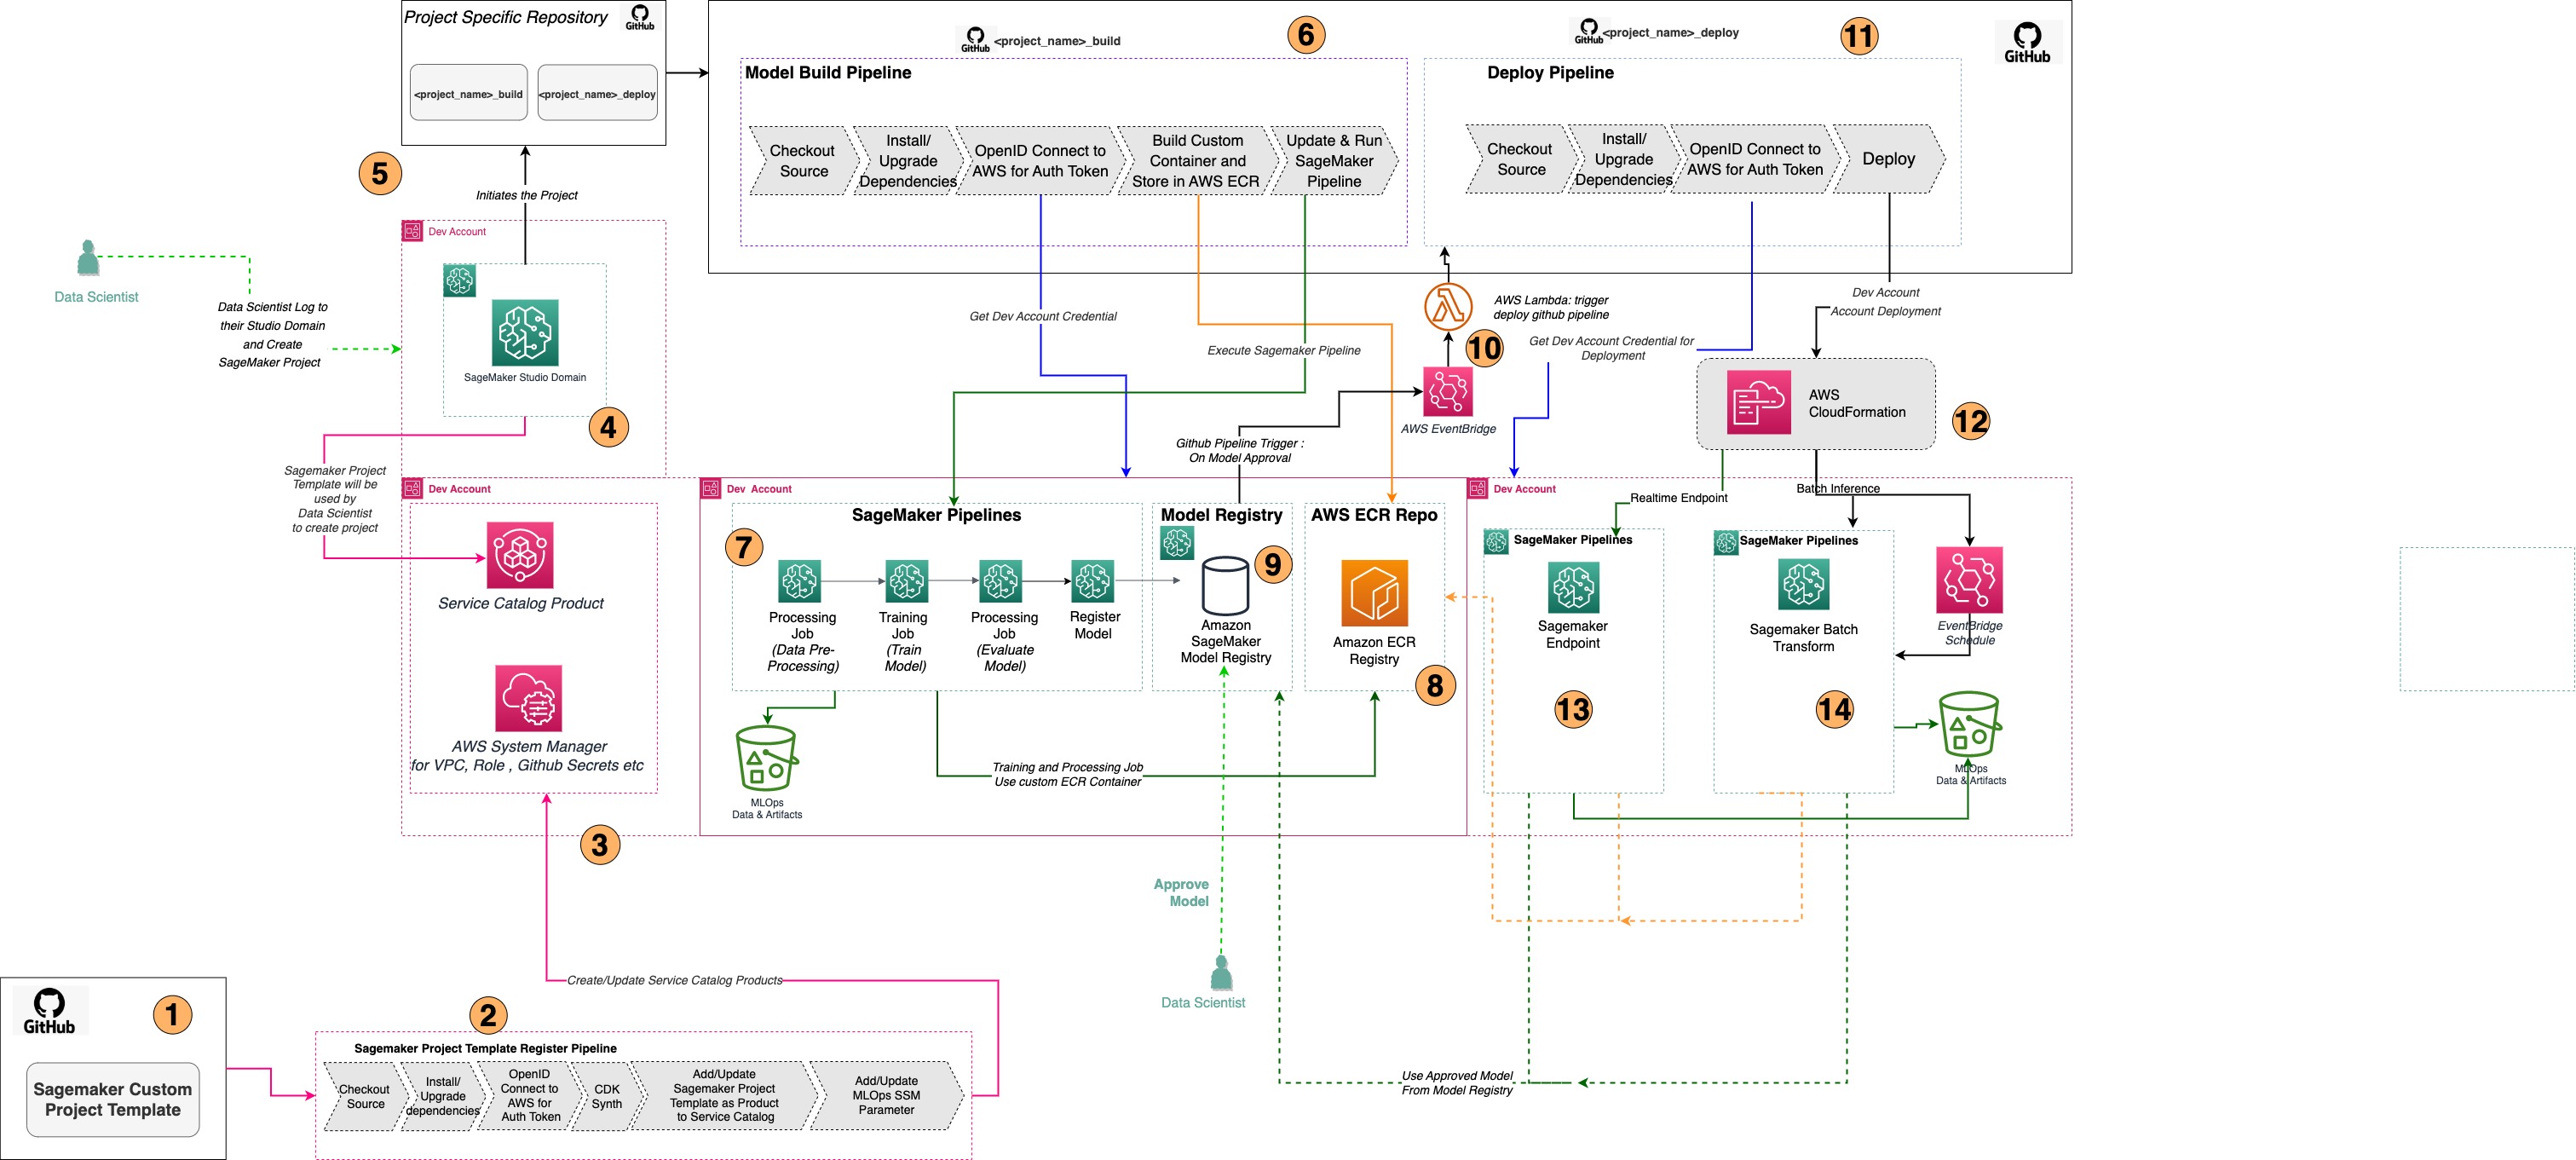 Project Specific Repository
GitHub
<project_name>_build
<project_name>_deploy
5
Initiates the Project
Data Scientist
Data Scientist Log to
their Studio Domain
and Create
SageMaker Project
Dev Account
SageMaker Studio Domain
4
Sagemaker Project
Template will be
used by
Data Scientist
to create project
Dev Account
Service Catalog Product
AWS System Manager
for VPC, Role , Github Secrets etc
3
Create/Update Service Catalog Products
GitHub
1
Sagemaker Custom
Project Template
2
Sagemaker Project Template Register Pipeline
Checkout
Source
Install/
Upgrade
dependencies
OpenID
Connect to
AWS for
Auth Token
CDK
Synth
Add/Update
Sagemaker Project
Template as Product
to Service Catalog
Add/Update
MLOps SSM
Parameter
GitHub
<project_name>_build
6
Model Build Pipeline
Checkout
Source
Install/
Upgrade
Dependencies
OpenID Connect to
AWS for Auth Token
Build Custom
Container and
Store in AWS ECR
Update & Run
SageMaker
Pipeline
GitHub
<project_name>_deploy
11
GitHub
Deploy Pipeline
Checkout
Source
Install/
Upgrade
Dependencies
OpenID Connect to
AWS for Auth Token
Deploy
Get Dev Account Credential
Execute Sagemaker Pipeline
AWS Lambda: trigger
deploy github pipeline
10
AWS EventBridge
Github Pipeline Trigger :
On Model Approval
Get Dev Account Credential for
Deployment
Dev Account
Account Deployment
AWS
CloudFormation
12
Dev Account
SageMaker Pipelines
7
Processing
Job
(Data Pre-
Processing)
Training
Job
(Train
Model)
Processing
Job
(Evaluate
Model)
Register
Model
Model Registry
9
Amazon
SageMaker
Model Registry
AWS ECR Repo
Amazon ECR
Registry
8
MLOps
Data & Artifacts
Training and Processing Job
Use custom ECR Container
Approve
Model
Data Scientist
Dev Account
Realtime Endpoint
Batch Inference
SageMaker Pipelines
Sagemaker
Endpoint
13
SageMaker Pipelines
Sagemaker Batch
Transform
14
EventBridge
Schedule
MLOps
Data & Artifacts
Use Approved Model
From Model Registry